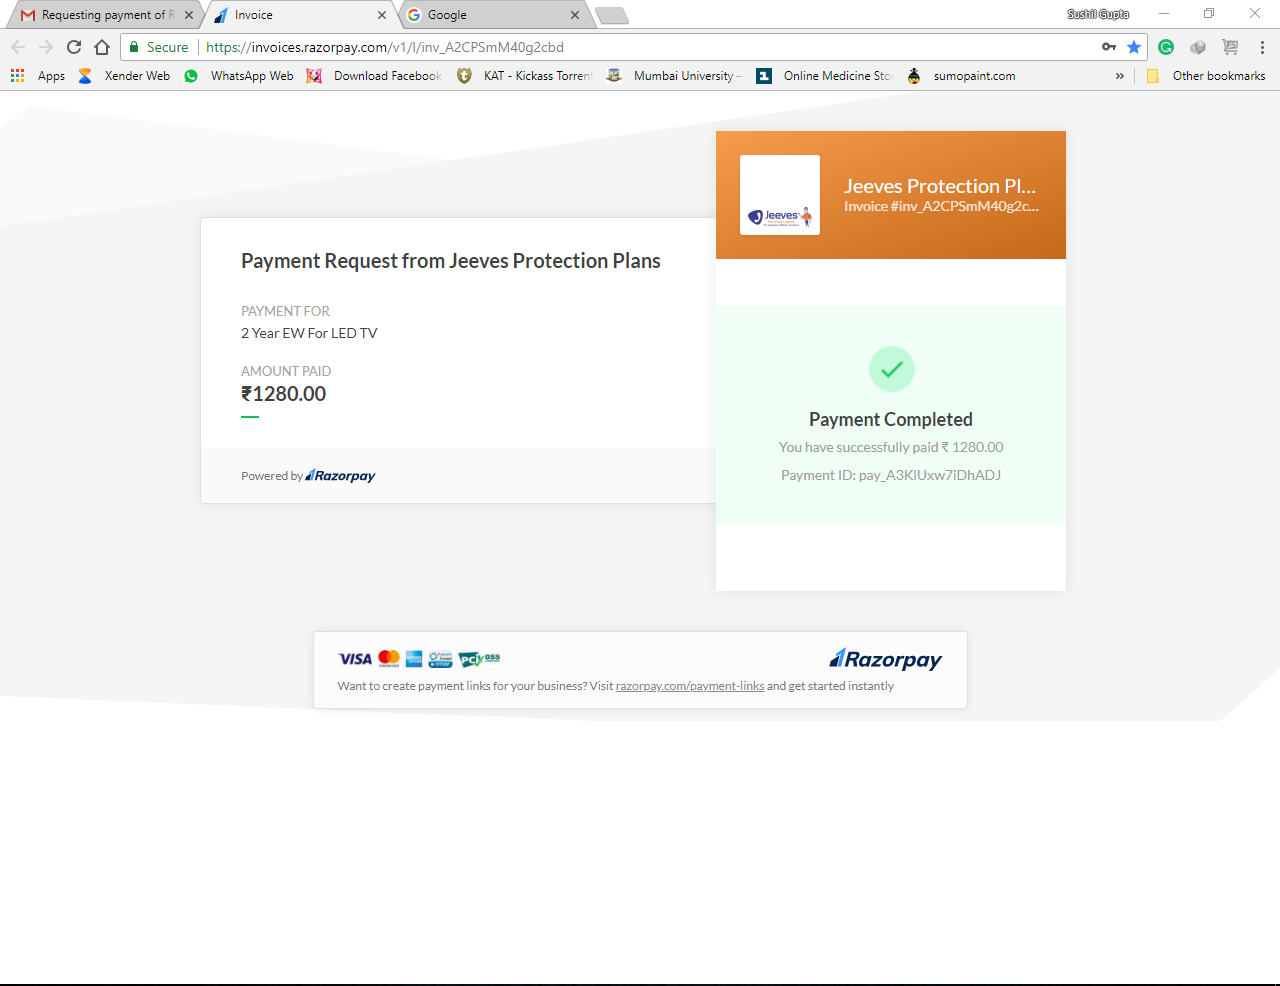 Requesting payment of R
Invoice
Google
Sushil Gupta
Secure
https://invoices.razorpay.com/v1/l/inv_A2CPSmM40g2cbd
Apps
Xender Web
WhatsApp Web
Download Facebook
KAT - Kickass Torrent
Mumbai University –
Online Medicine Sto
sumopaint.com
»
Other bookmarks
Jeeves
Jeeves Protection Pl...
Invoice #inv_A2CPSmM40g2c...
Payment Request from Jeeves Protection Plans
PAYMENT FOR
2 Year EW For LED TV
AMOUNT PAID
₹1280.00
Powered by Razorpay
Payment Completed
You have successfully paid ₹ 1280.00
Payment ID: pay_A3KlUxw7iDhADJ
VISA PCI DSS
Razorpay
Want to create payment links for your business? Visit razorpay.com/payment-links and get started instantly